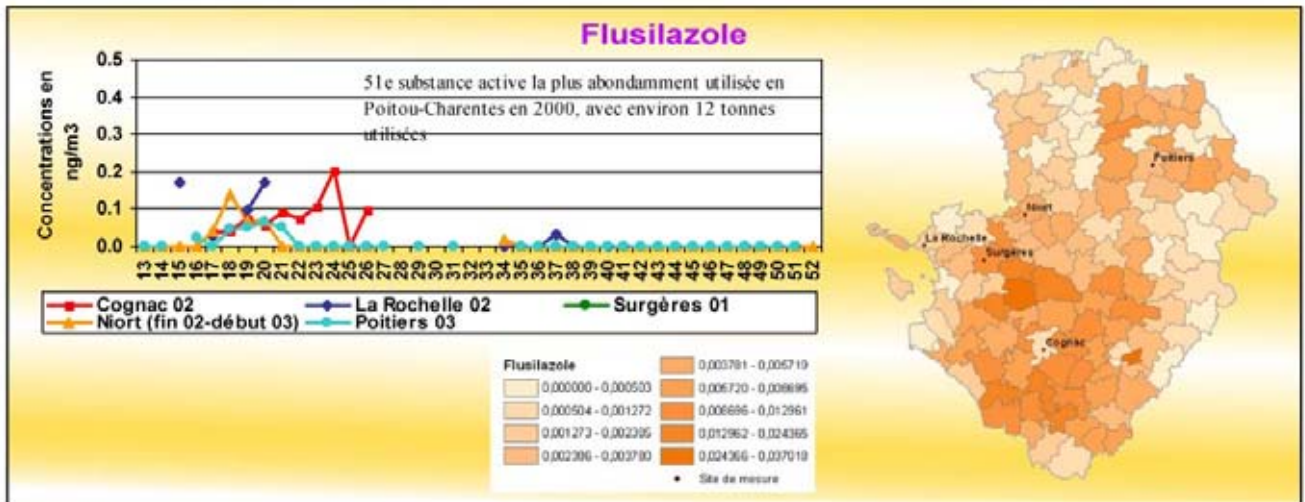 Flusilazole
Concentrations en
ng/m3
0.5
0.4
0.3
0.2
0.1
0.0
51e substance active la plus abondamment utilisée en
Poitou-Charentes en 2000, avec environ 12 tonnes
utilisées
13 14 15 16 17 18 19 20 21 22 23 24 25 26 27 28 29 30 31 32 33 34 35 36 37 38 39 40 41 42 43 44 45 46 47 48 49 50 51 52
Cognac 02 La Rochelle 02 Surgères 01
Niort (fin 02-début 03) Poitiers 03
Poitiers
Niort
La Rochelle
Surgères
Cognac
Flusilazole
0,000000 - 0,000503
0,000504 - 0,001272
0,001273 - 0,002385
0,002386 - 0,003780
0,003781 - 0,005719
0,005720 - 0,008695
0,008696 - 0,012961
0,012962 - 0,024365
0,024366 - 0,037018
Site de mesure